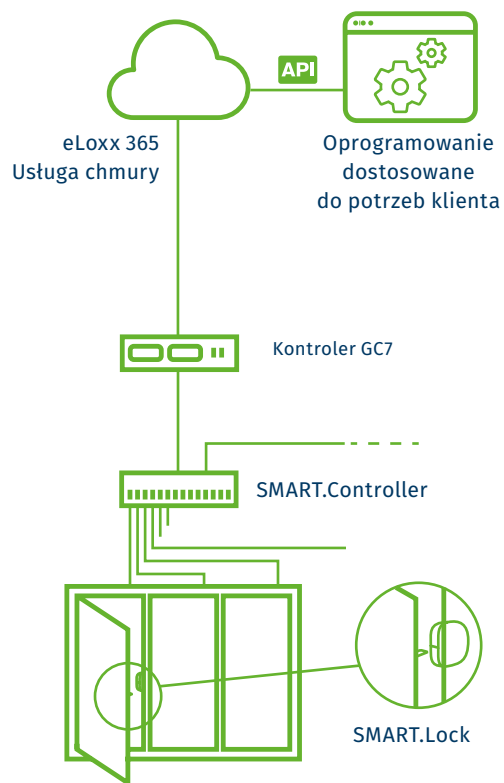 API
eLoxx 365
Usługa chmury
Oprogramowanie
dostosowane
do potrzeb klienta
Kontroler GC7
SMART.Controller
SMART.Lock